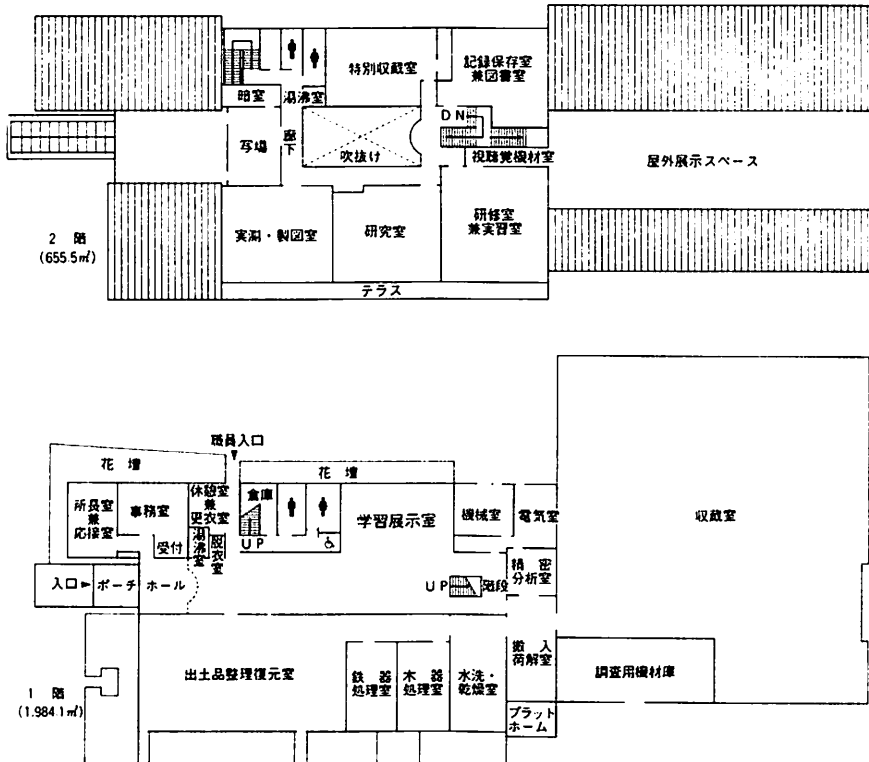 特別収蔵室
記録保存室
兼図書室
暗室
湯沸室
DN
写場
廊下
吹抜け
視聴覚機材室
屋外展示スペース
2 階
(655.5㎡)
実測・製図室
研究室
研修室
兼実習室
テラス
職員入口
花壇
花壇
所長室
兼
応接室
事務室
休憩室
兼
更衣室
倉庫
学習展示室
機械室
電気室
収蔵室
受付
湯沸室
脱衣室
UP
入口
ポーチ
ホール
UP
階段
精密
分析室
出土品整理復元室
鉄器
処理室
木器
処理室
水洗・
乾燥室
搬入
荷解室
調査用機材庫
1 階
(1.984.1㎡)
プラット
ホーム